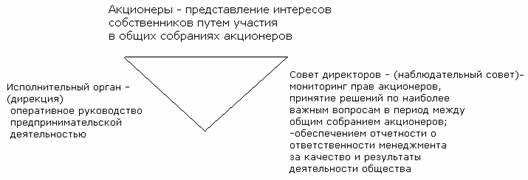 Акционеры – представление интересов
собственников путем участия
в общих собраниях акционеров
Исполнительный орган –
(дирекция)
оперативное руководство
предпринимательской
деятельностью
Совет директоров – (наблюдательный совет)–
мониторинг прав акционеров,
принятие решений по наиболее
важным вопросам в период между
общим собранием акционеров;
–обеспечением отчетности о
ответственности менеджмента
за качество и результаты
деятельности общества